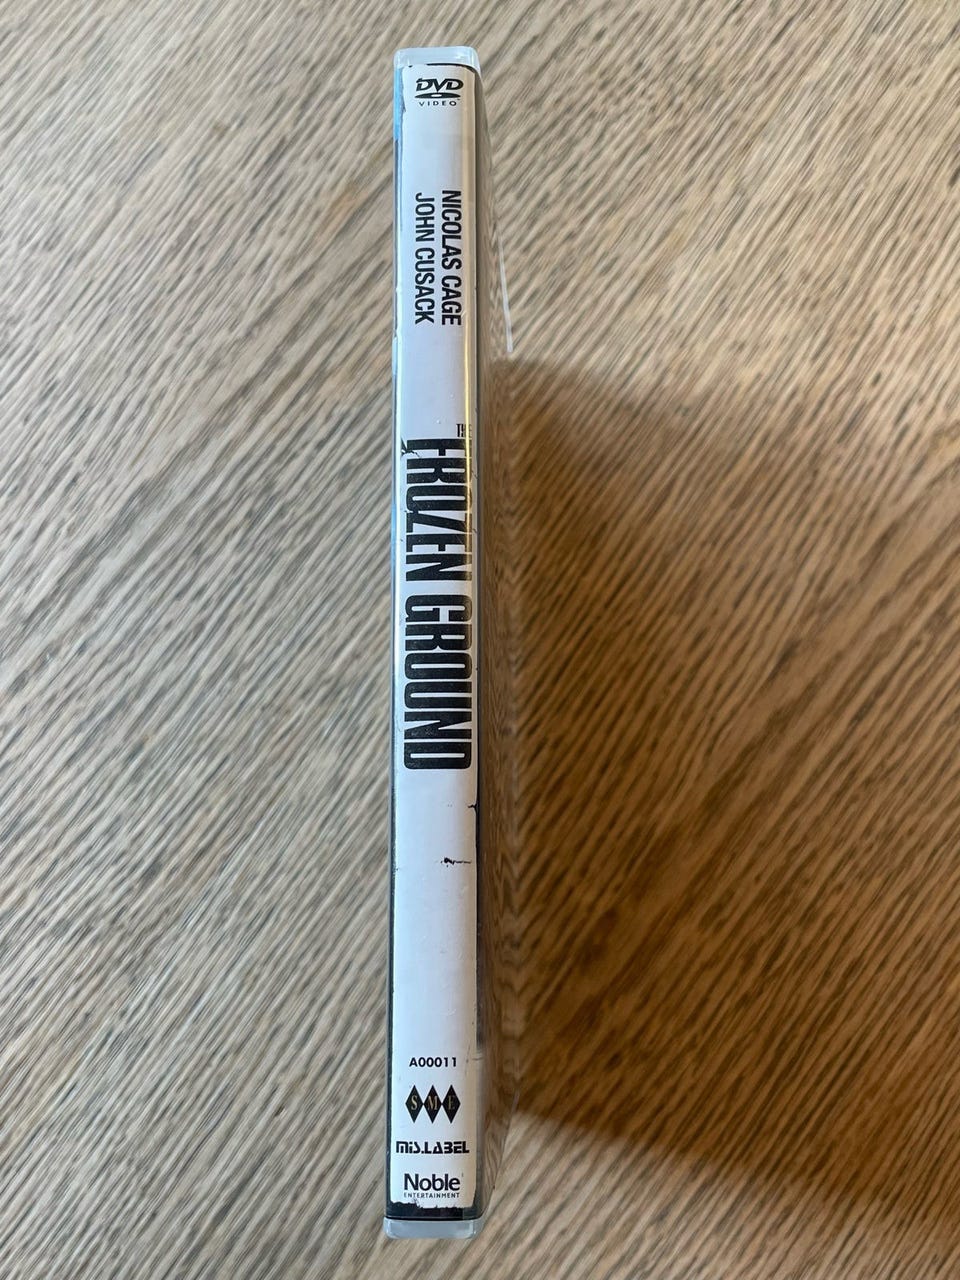 DVD
VIDEO
NICOLAS CAGE
JOHN CUSACK
THE
FROZEN GROUND
A00011
SME
MIS.LABEL
Noble
ENTERTAINMENT